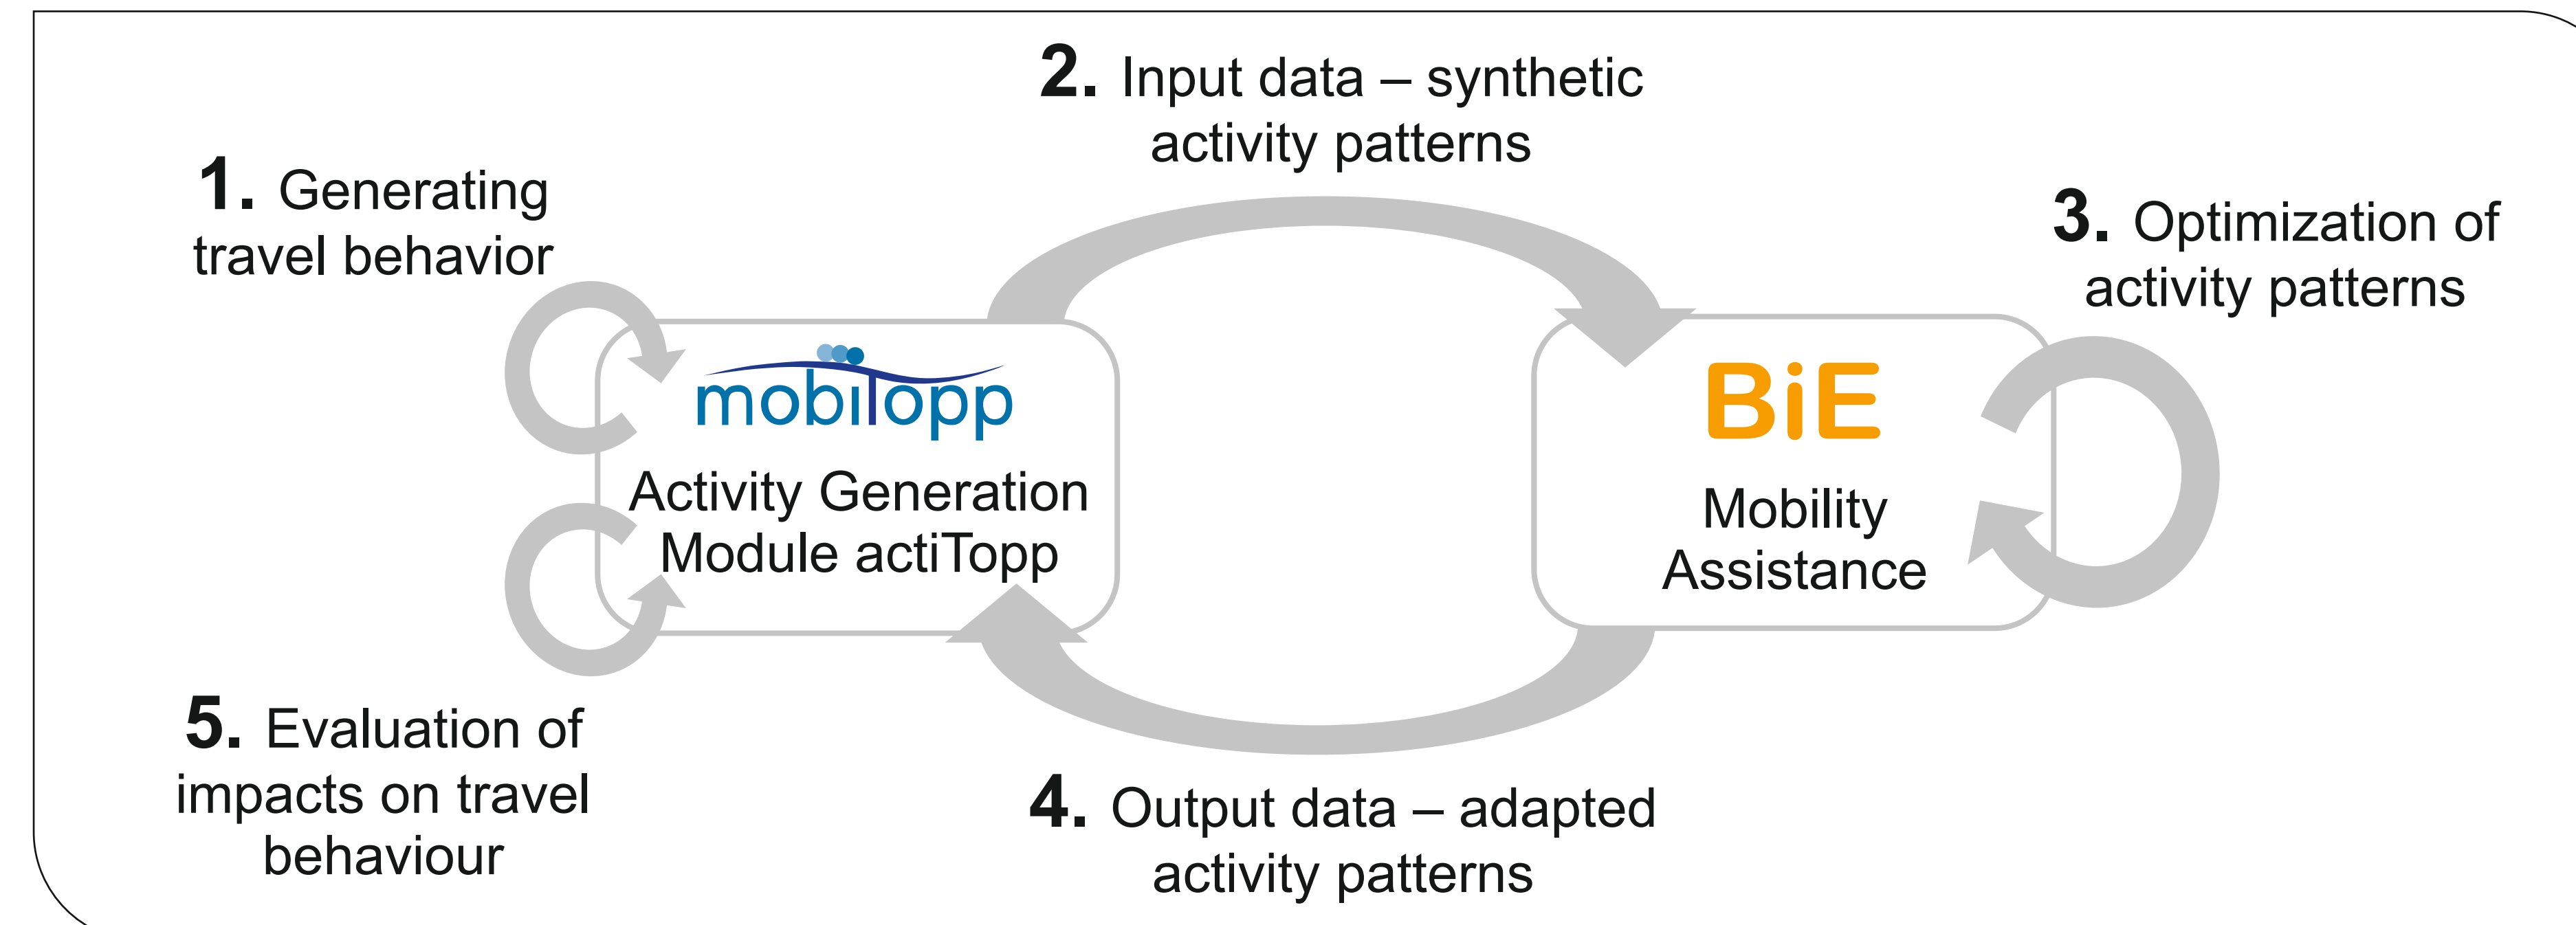 1. Generating
travel behavior
2. Input data – synthetic
activity patterns
3. Optimization of
activity patterns
mobiTopp
Activity Generation
Module actiTopp
BiE
Mobility
Assistance
4. Output data – adapted
activity patterns
5. Evaluation of
impacts on travel
behaviour